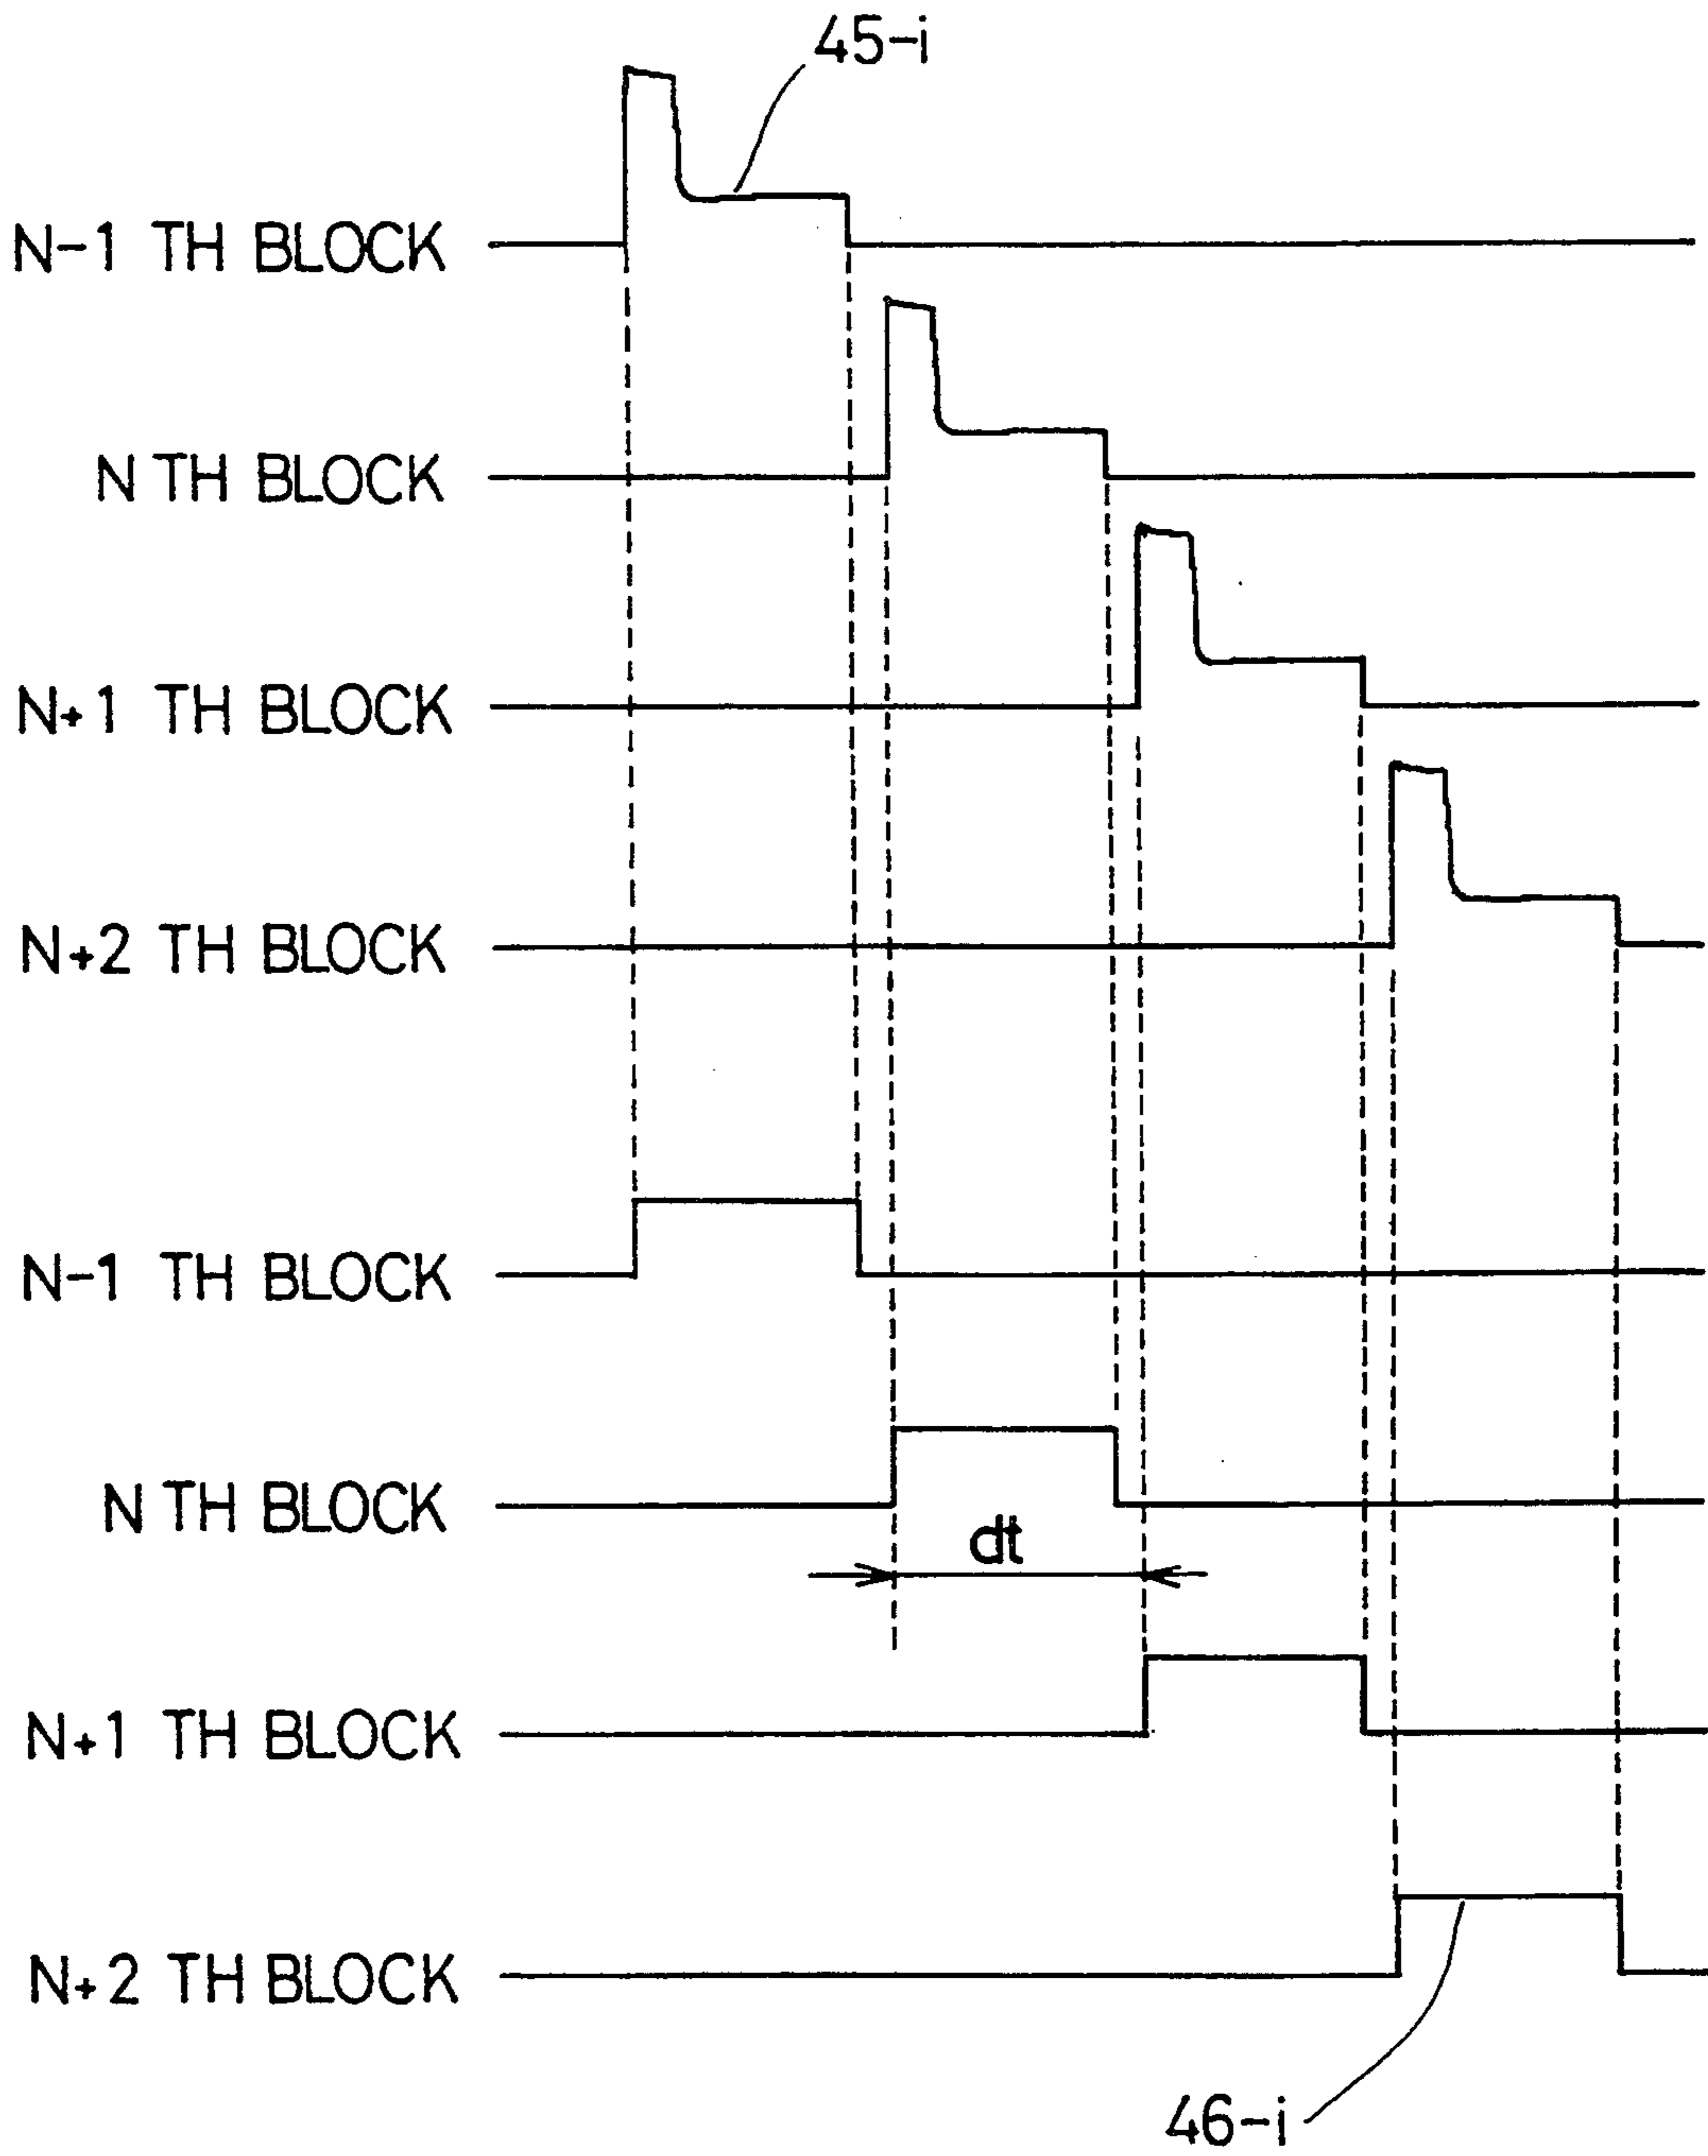 45-i
N-1 TH BLOCK
N TH BLOCK
N+1 TH BLOCK
N+2 TH BLOCK
N-1 TH BLOCK
N TH BLOCK
dt
N+1 TH BLOCK
N+2 TH BLOCK
46-i